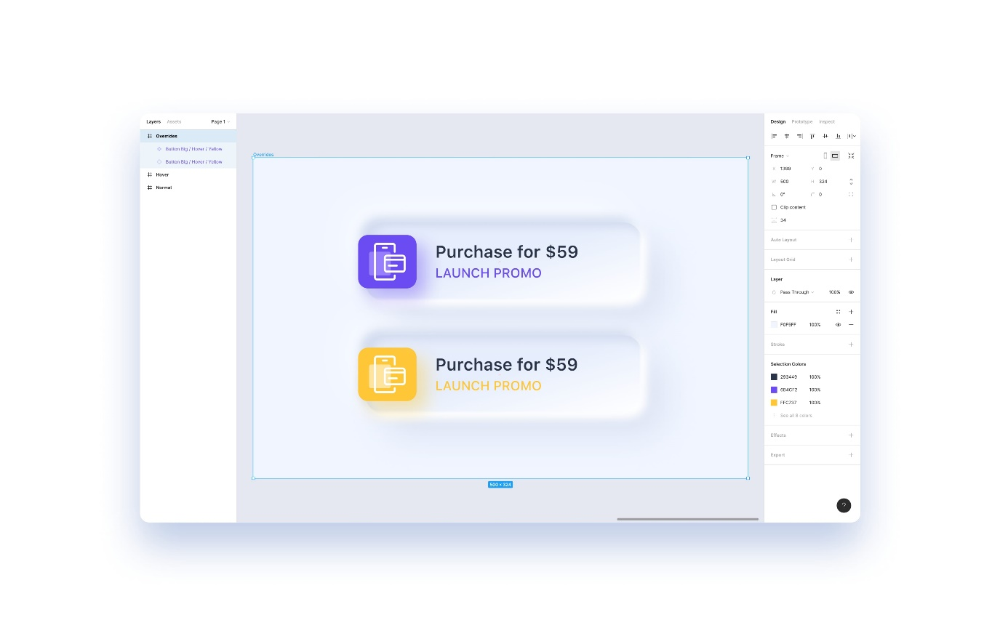 Layers Assets Page 1
Overrides
Button Big / Hover / Yellow
Button Big / Hover / Yellow
Hover
Normal
Overrides
Purchase for $59
LAUNCH PROMO
Purchase for $59
LAUNCH PROMO
500 × 324
Design Prototype Inspect
Frame
X 1399 Y 0
W 500 H 324
0° 0
Clip content
34
Auto Layout
Layout Grid
Layer
Pass Through 100%
Fill
F0F5FF 100%
Stroke
Selection Colors
293449 100%
6B4CF2 100%
FFC737 100%
See all 8 colors
Effects
Export
?